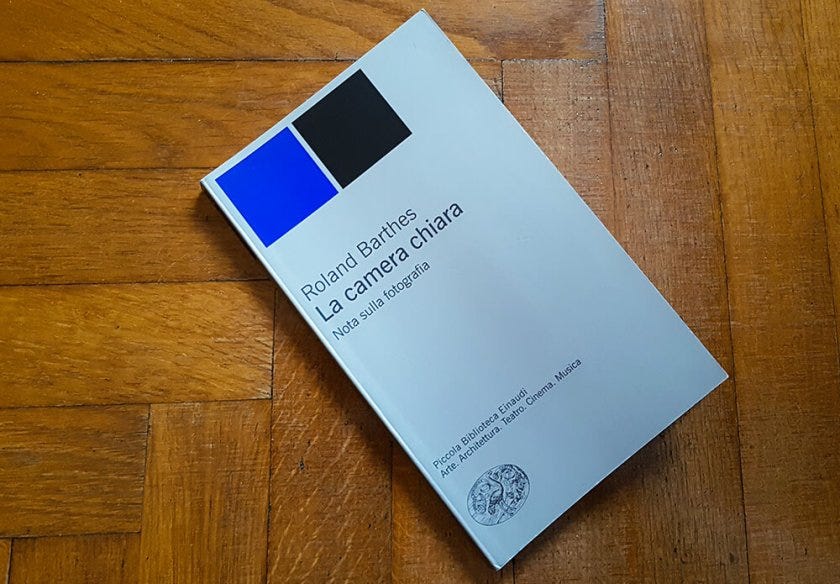 Roland Barthes
La camera chiara
Nota sulla fotografia
Piccola Biblioteca Einaudi
Arte. Architettura. Teatro. Cinema. Musica